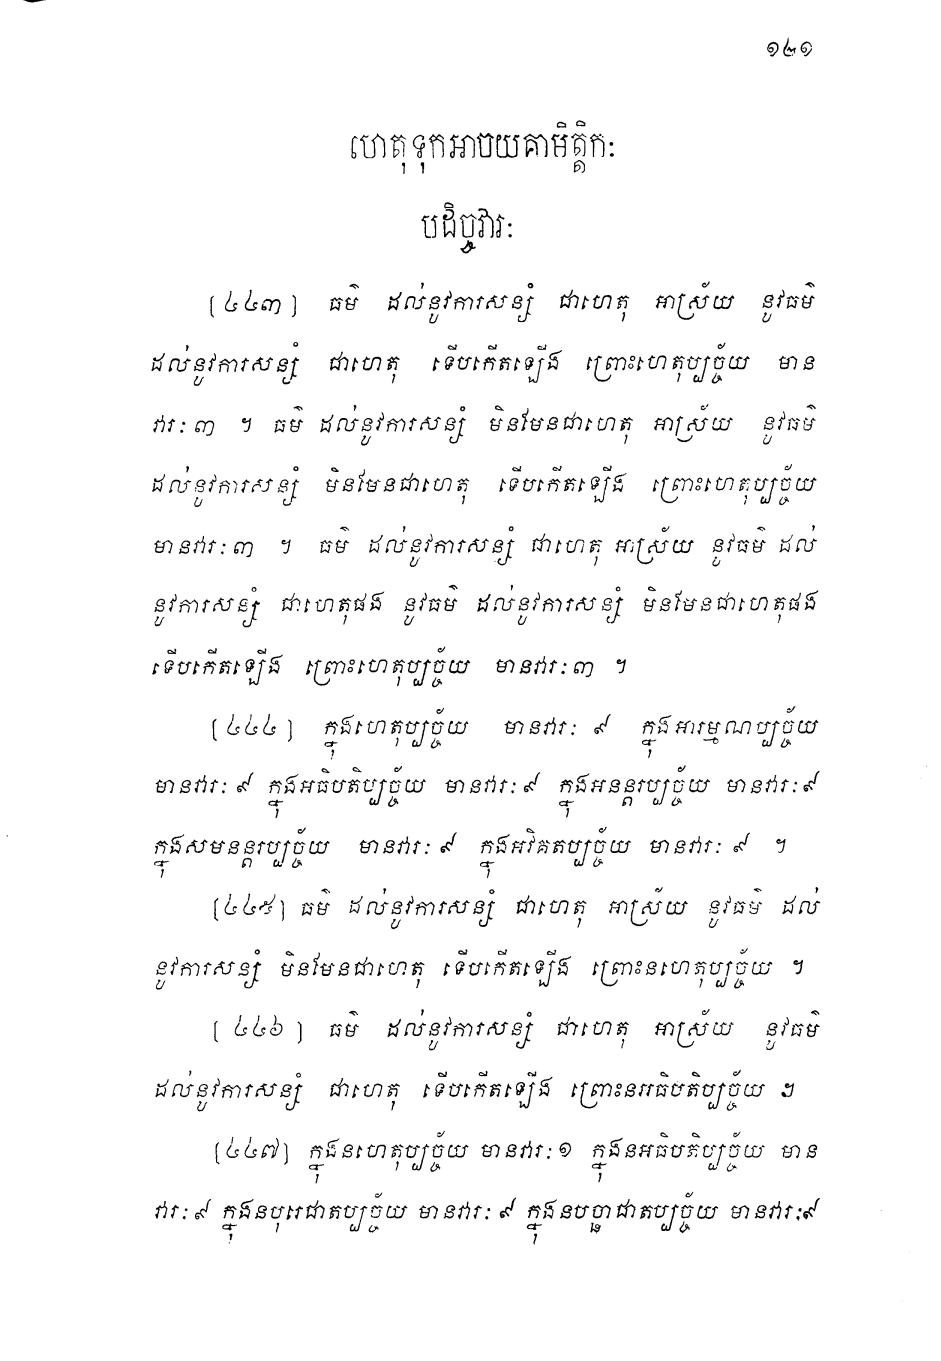 ១២១
ហេតុទុកអាចយគាមិត្តិកៈ
បដិច្ចវារៈ
[៤៤៣] ធម៌ ដល់នូវការសន្សំ ជាហេតុ អាស្រ័យ នូវធម៌
ដល់នូវការសន្សំ ជាហេតុ ទើបកើតឡើង ព្រោះហេតុប្បច្ច័យ មាន
វារៈ៣ ។ ធម៌ ដល់នូវការសន្សំ មិនមែនជាហេតុ អាស្រ័យ នូវធម៌
ដល់នូវការសន្សំ មិនមែនជាហេតុ ទើបកើតឡើង ព្រោះហេតុប្បច្ច័យ
មានវារៈ៣ ។ ធម៌ ដល់នូវការសន្សំ ជាហេតុ អាស្រ័យ នូវធម៌ ដល់
នូវការសន្សំ ជាហេតុផង នូវធម៌ ដល់នូវការសន្សំ មិនមែនជាហេតុផង
ទើបកើតឡើង ព្រោះហេតុប្បច្ច័យ មានវារៈ៣ ។
[៤៤៤] ក្នុងហេតុប្បច្ច័យ មានវារៈ ៩ ក្នុងអារម្មណប្បច្ច័យ
មានវារៈ ៩ ក្នុងអធិបតិប្បច្ច័យ មានវារៈ ៩ ក្នុងអនន្តរប្បច្ច័យ មានវារៈ៩
ក្នុងសមនន្តរប្បច្ច័យ មានវារៈ ៩ ក្នុងអវិគតប្បច្ច័យ មានវារៈ ៩ ។
[៤៤៥] ធម៌ ដល់នូវការសន្សំ ជាហេតុ អាស្រ័យ នូវធម៌ ដល់
នូវការសន្សំ មិនមែនជាហេតុ ទើបកើតឡើង ព្រោះនហេតុប្បច្ច័យ ។
[ ៤៤៦ ] ធម៌ ដល់នូវការសន្សំ ជាហេតុ អាស្រ័យ នូវធម៌
ដល់នូវការសន្សំ ជាហេតុ ទើបកើតឡើង ព្រោះនអធិបតិប្បច្ច័យ ។
[៤៤៧] ក្នុងនហេតុប្បច្ច័យ មានវារៈ ១ ក្នុងនអធិបតិប្បច្ច័យ មាន
វារៈ ៩ ក្នុងនបុរេជាតប្បច្ច័យ មានវារៈ ៩ ក្នុងនបច្ឆាជាតប្បច្ច័យ មានវារៈ៩